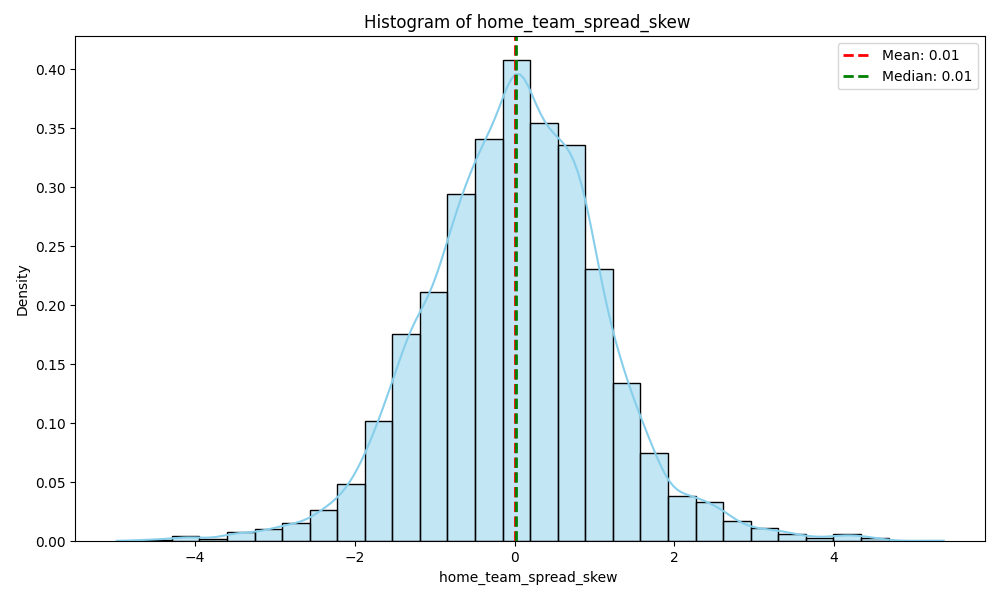 Histogram of home_team_spread_skew
Mean: 0.01
Median: 0.01
Density
0.40
0.35
0.30
0.25
0.20
0.15
0.10
0.05
0.00
−4
−2
0
2
4
home_team_spread_skew